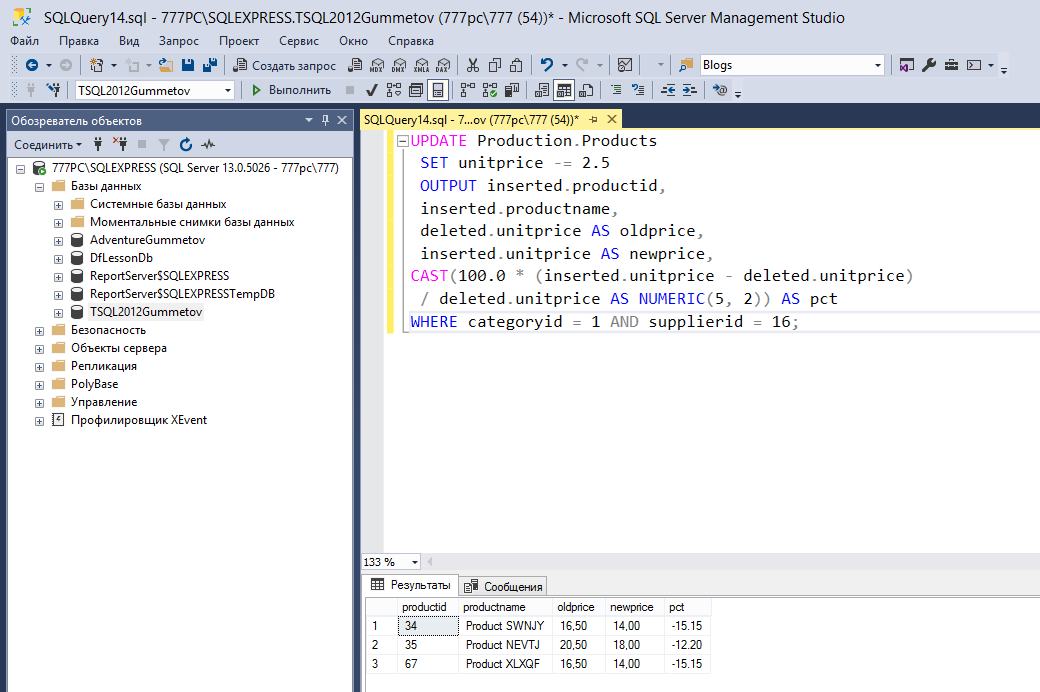 SQLQuery14.sql - 777PC\SQLEXPRESS.TSQL2012Gummetov (777pc\777 (54))* - Microsoft SQL Server Management Studio
Файл Правка Вид Запрос Проект Сервис Окно Справка
Создать запрос MDX DMX XMLA DAX Blogs
TSQL2012Gummetov Выполнить
Обозреватель объектов
Соединить
777PC\SQLEXPRESS (SQL Server 13.0.5026 - 777pc\777)
Базы данных
Системные базы данных
Моментальные снимки базы данных
AdventureGummetov
DfLessonDb
ReportServer$SQLEXPRESS
ReportServer$SQLEXPRESSTempDB
TSQL2012Gummetov
Безопасность
Объекты сервера
Репликация
PolyBase
Управление
Профилировщик XEvent
SQLQuery14.sql - 7...ov (777pc\777 (54))*
UPDATE Production.Products
SET unitprice -= 2.5
OUTPUT inserted.productid,
inserted.productname,
deleted.unitprice AS oldprice,
inserted.unitprice AS newprice,
CAST(100.0 * (inserted.unitprice - deleted.unitprice)
/ deleted.unitprice AS NUMERIC(5, 2)) AS pct
WHERE categoryid = 1 AND supplierid = 16;
133 %
Результаты Сообщения
productid productname oldprice newprice pct
1 34 Product SWNJY 16,50 14,00 -15.15
2 35 Product NEVTJ 20,50 18,00 -12.20
3 67 Product XLXQF 16,50 14,00 -15.15